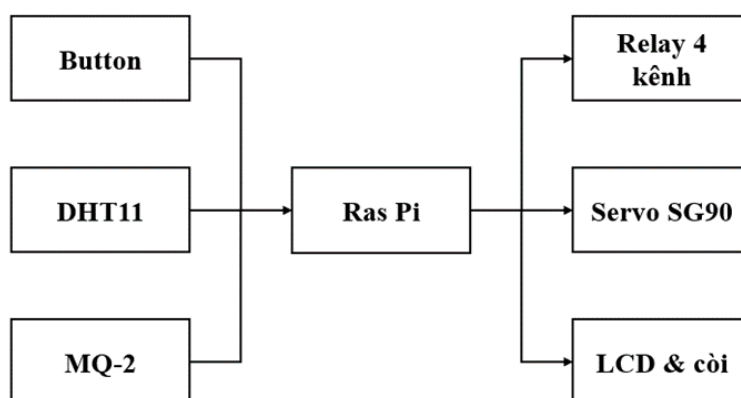 Button
DHT11
MQ-2
Ras Pi
Relay 4
kênh
Servo SG90
LCD & còi